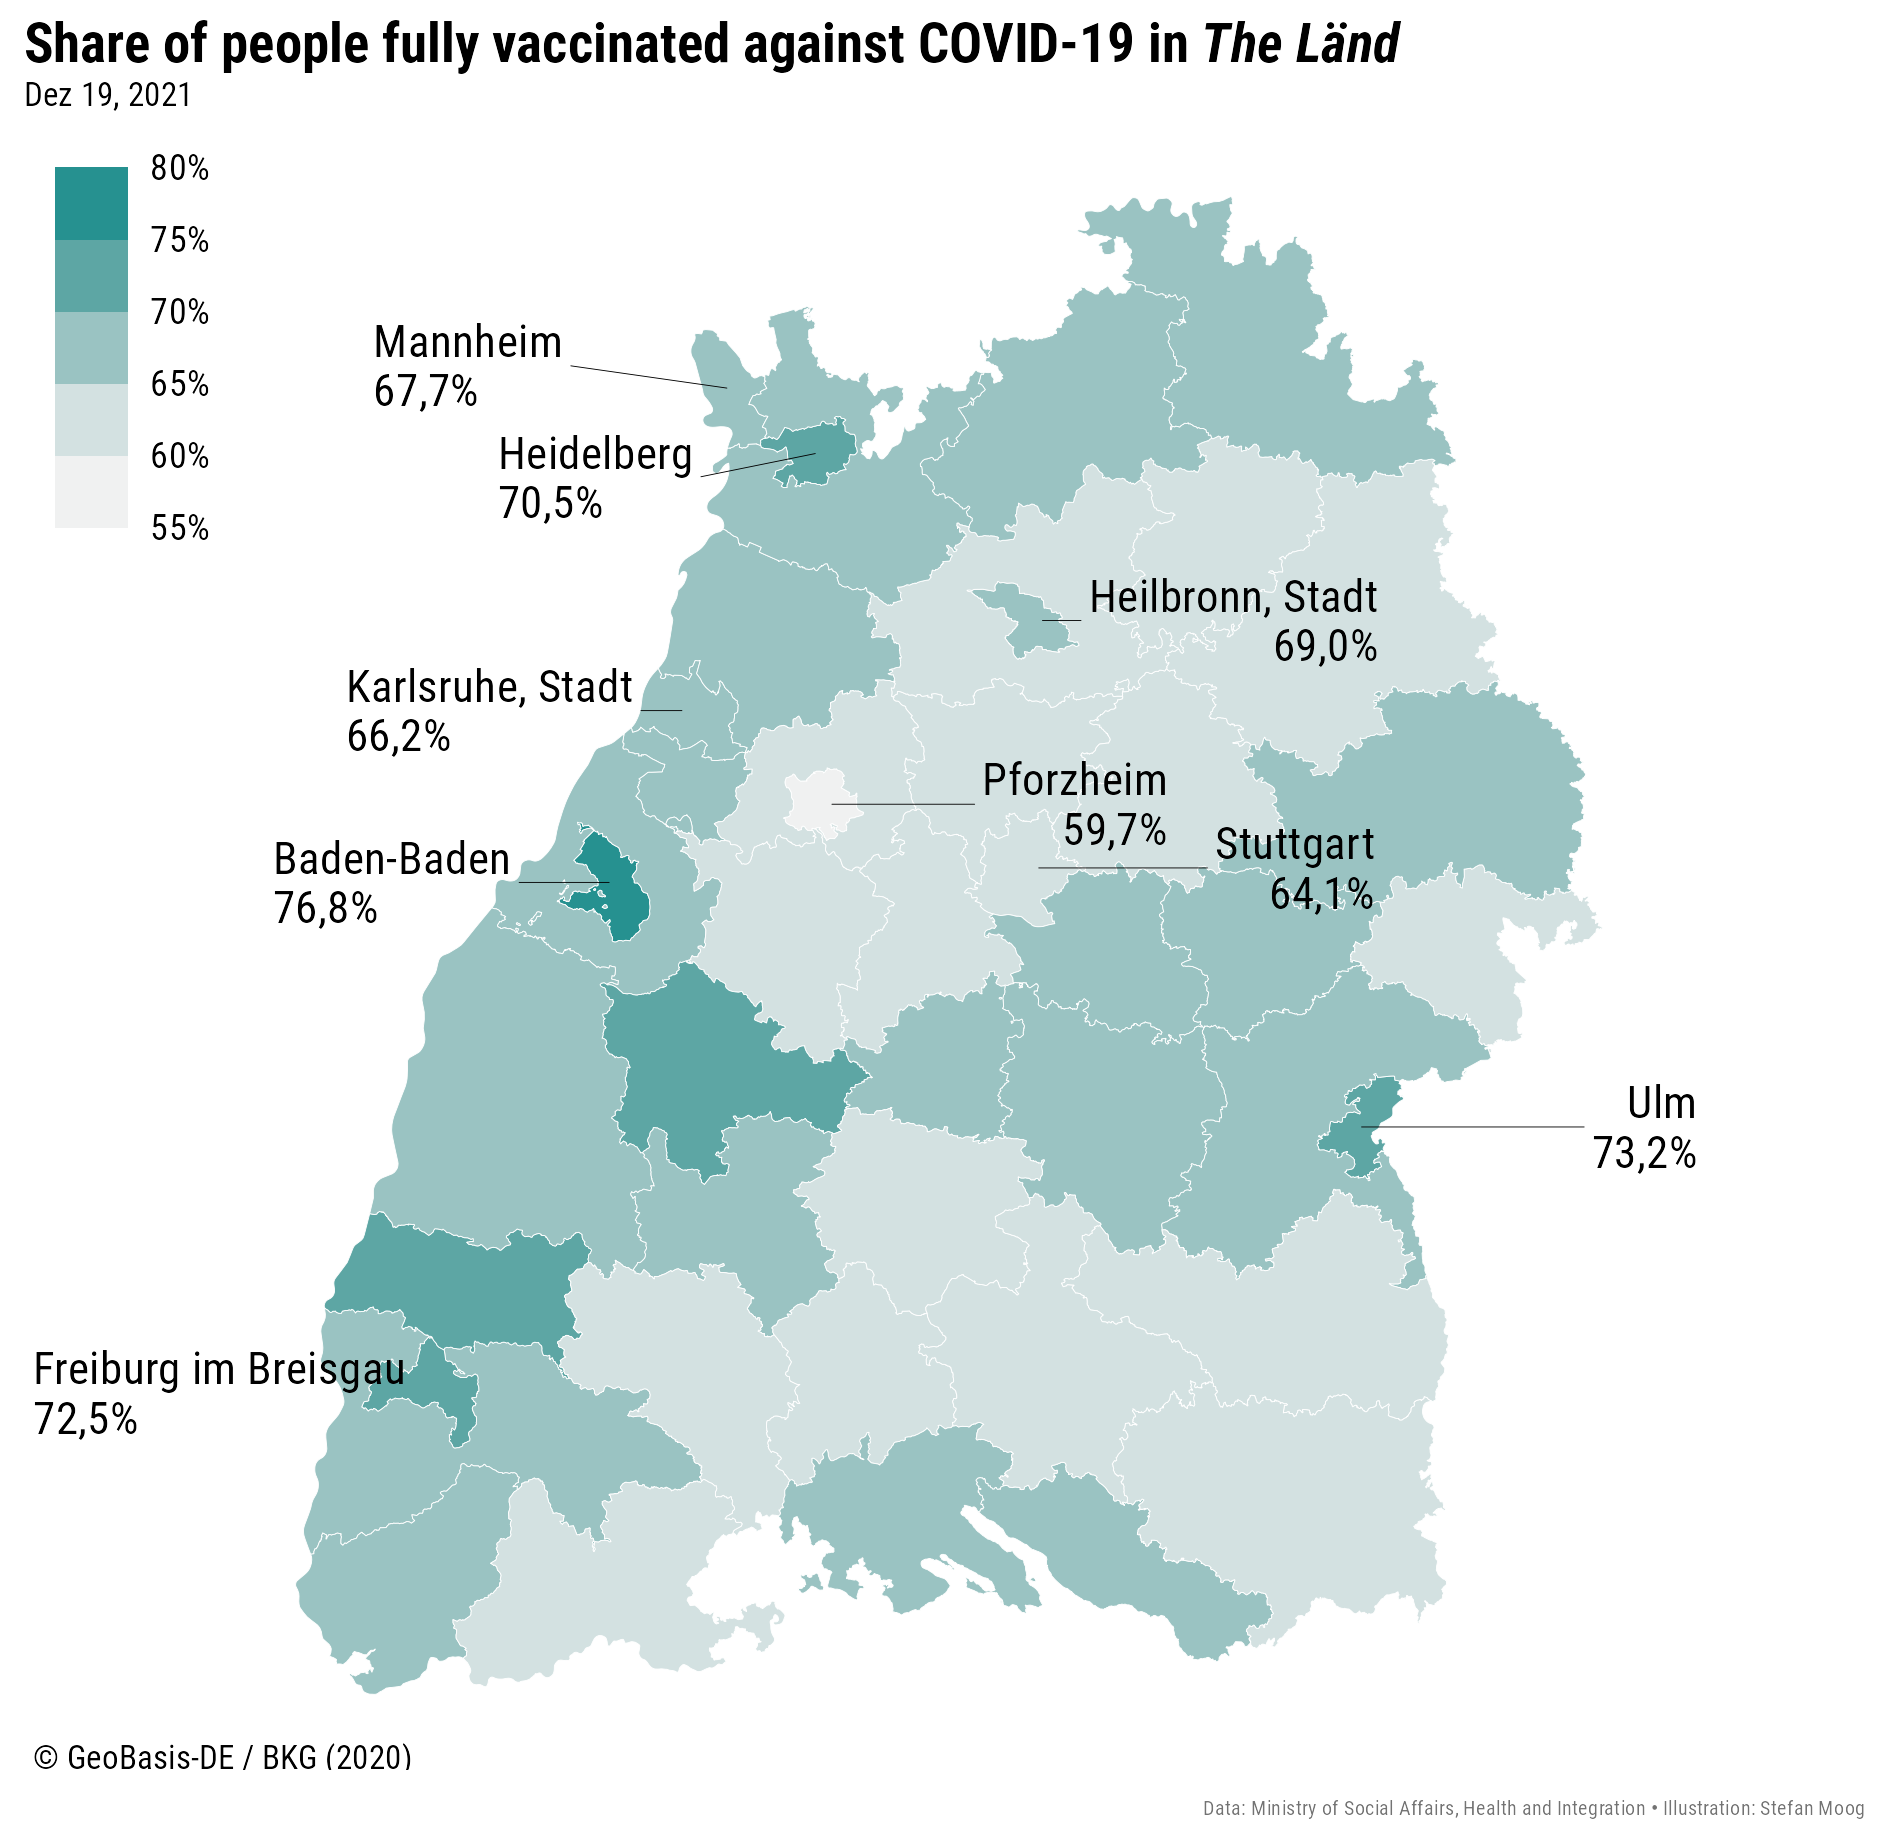 Share of people fully vaccinated against COVID-19 in The Länd
Dez 19, 2021
80%
75%
70%
65%
60%
55%
Mannheim
67,7%
Heidelberg
70,5%
Heilbronn, Stadt
69,0%
Karlsruhe, Stadt
66,2%
Pforzheim
59,7%
Stuttgart
64,1%
Baden-Baden
76,8%
Ulm
73,2%
Freiburg im Breisgau
72,5%
© GeoBasis-DE / BKG (2020)
Data: Ministry of Social Affairs, Health and Integration • Illustration: Stefan Moog